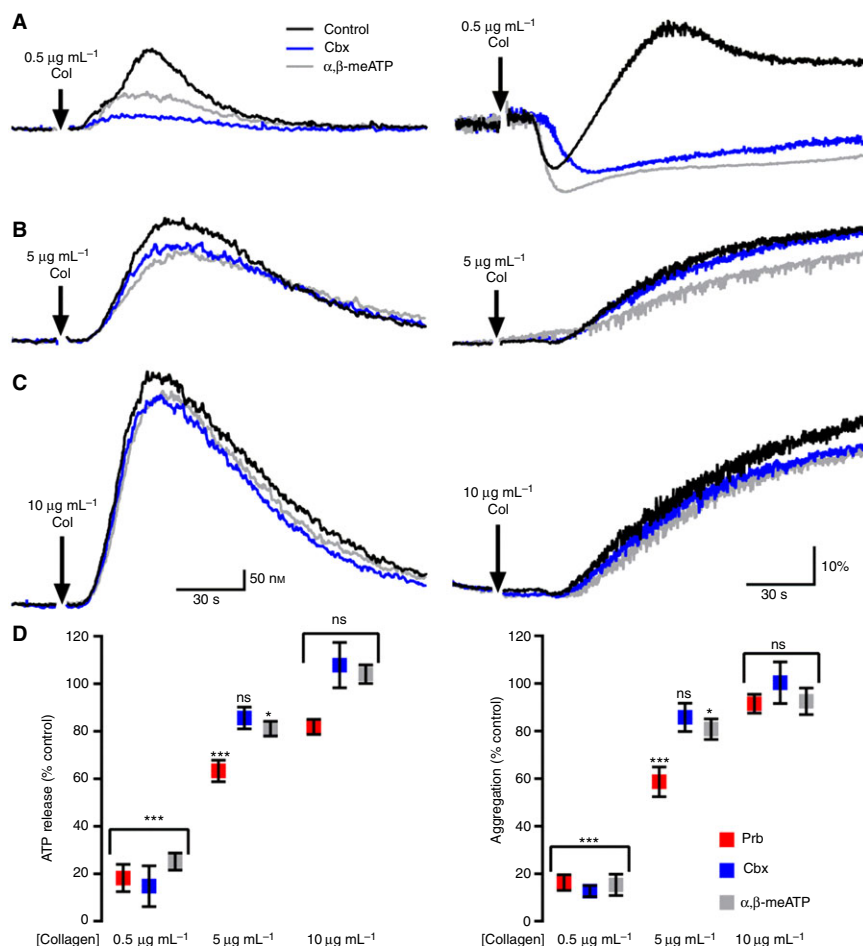 A
0.5 µg mL⁻¹
Col
Control
Cbx
α,β-meATP
0.5 µg mL⁻¹
Col
B
5 µg mL⁻¹
Col
5 µg mL⁻¹
Col
C
10 µg mL⁻¹
Col
50 nM
30 s
10 µg mL⁻¹
Col
10%
30 s
D
ATP release (% control)
120
100
80
60
40
20
0
***
***
ns
*
ns
[Collagen] 0.5 µg mL⁻¹ 5 µg mL⁻¹ 10 µg mL⁻¹
Aggregation (% control)
120
100
80
60
40
20
0
***
***
ns
*
ns
Prb
Cbx
α,β-meATP
[Collagen] 0.5 µg mL⁻¹ 5 µg mL⁻¹ 10 µg mL⁻¹